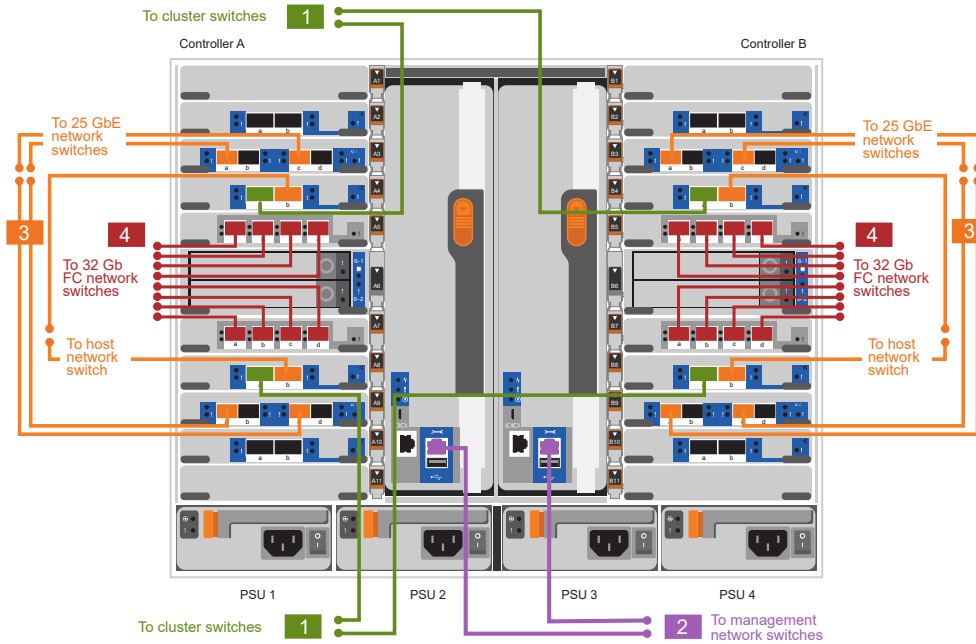 To cluster switches
1
Controller A
Controller B
A1
A2
A3
A4
A5
A6
A7
A8
A9
A10
A11
B1
B2
B3
B4
B5
B6
B7
B8
B9
B10
B11
To 25 GbE
network
switches
To 25 GbE
network
switches
3
3
4
4
To 32 Gb
FC network
switches
To 32 Gb
FC network
switches
6-1
6-2
To host
network
switch
To host
network
switch
a b
a b c d
b
a b c d
b
a b c d
a b
a b
a b c d
b
a b c d
b
a b c d
a b
PSU 1
PSU 2
PSU 3
PSU 4
To cluster switches
1
2
To management
network switches